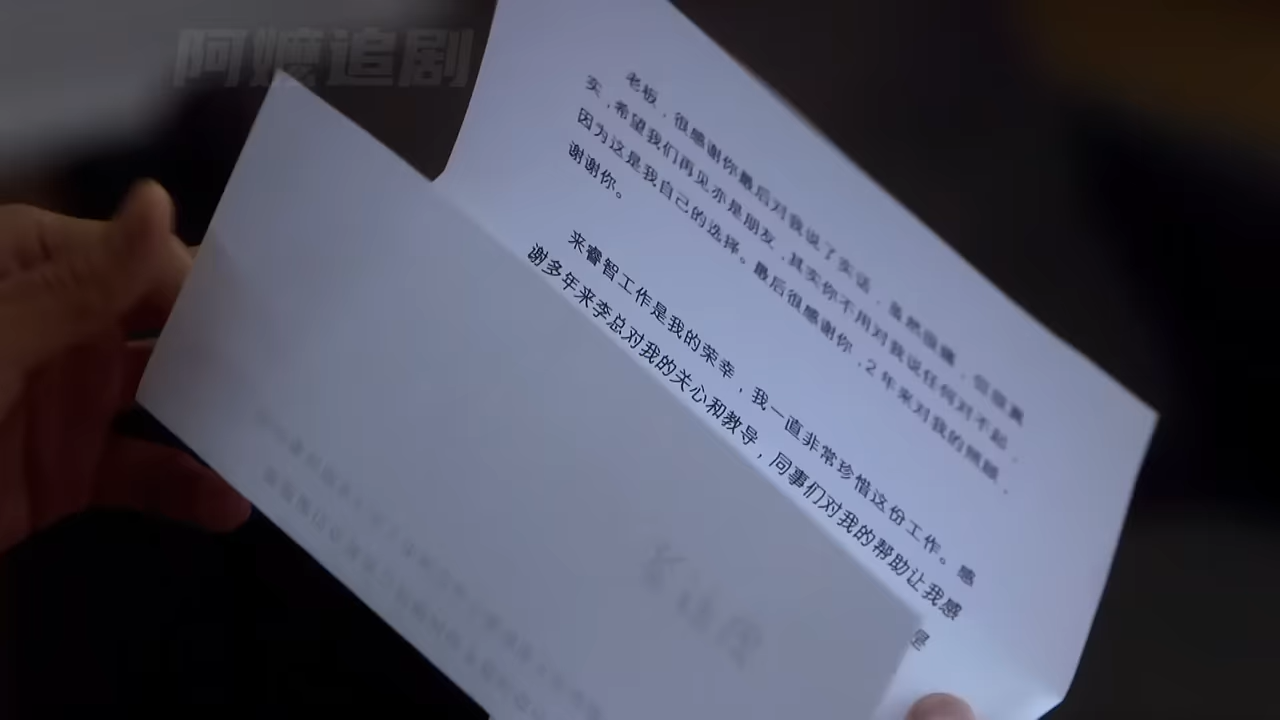 阿嬷追剧
老板，很感谢你最后对我说了实话，虽然很痛，但很真
实，希望我们再见亦是朋友，其实你不用对我说任何对不起，
因为这是我自己的选择。最后很感谢你，2年来对我的照顾，
谢谢你。
来睿智工作是我的荣幸，我一直非常珍惜这份工作。感
谢多年来李总对我的关心和教导，同事们对我的帮助让我感
是